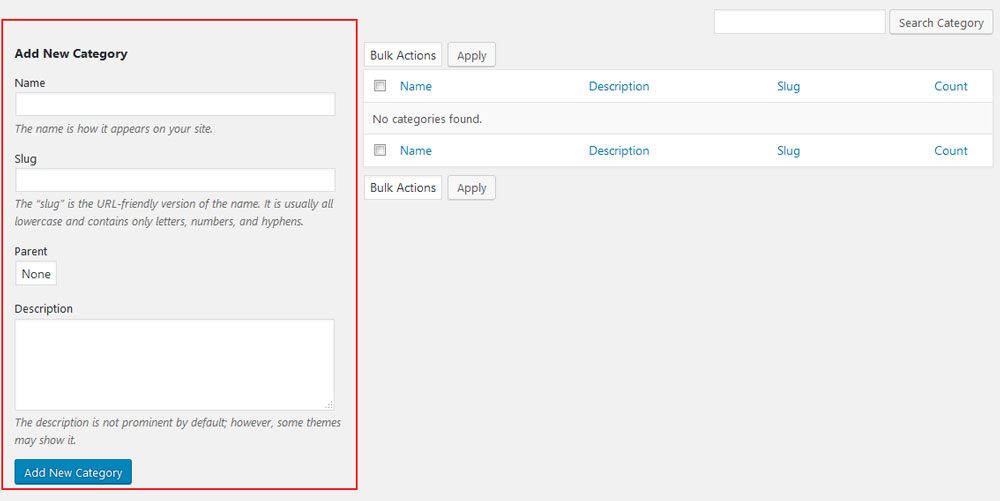 Search Category
Add New Category
Name
The name is how it appears on your site.
Slug
The “slug” is the URL-friendly version of the name. It is usually all
lowercase and contains only letters, numbers, and hyphens.
Parent
None
Description
The description is not prominent by default; however, some themes
may show it.
Add New Category
Bulk Actions Apply
Name Description Slug Count
No categories found.
Name Description Slug Count
Bulk Actions Apply